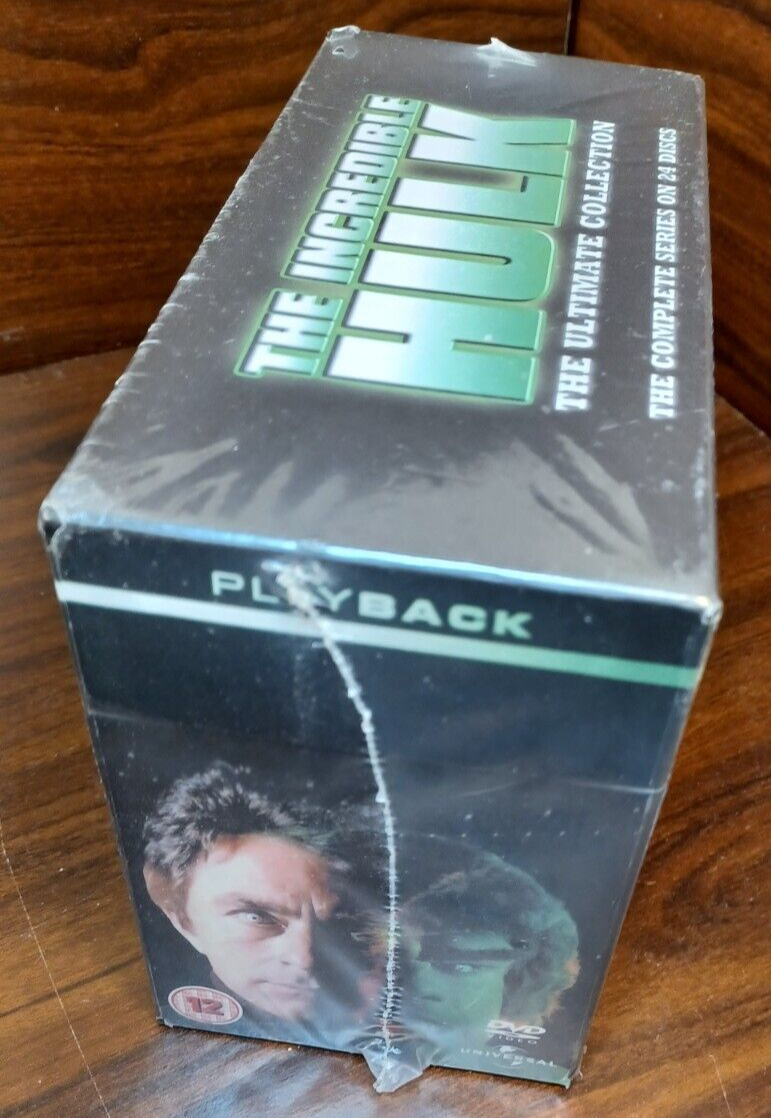 THE INCREDIBLE
HULK
THE ULTIMATE COLLECTION
THE COMPLETE SERIES ON 24 DISCS
PLAYBACK
12
DVD
VIDEO
UNIVERSAL